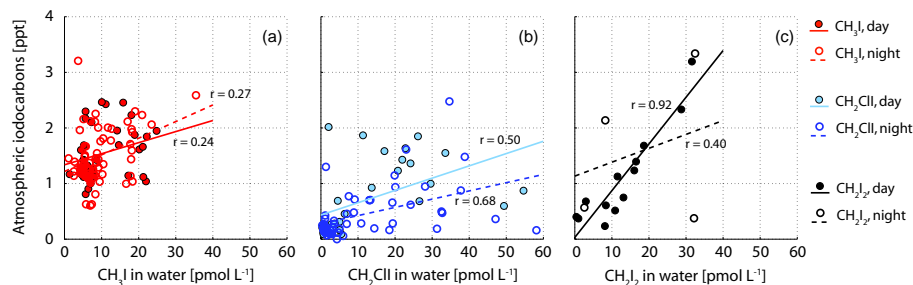 Atmospheric iodocarbons [ppt]
4
3
2
1
0
(a)
r = 0.27
r = 0.24
0 10 20 30 40 50 60
CH₃I in water [pmol L⁻¹]
(b)
r = 0.50
r = 0.68
0 10 20 30 40 50 60
CH₂ClI in water [pmol L⁻¹]
(c)
r = 0.92
r = 0.40
0 10 20 30 40 50 60
CH₂I₂ in water [pmol L⁻¹]
CH₃I, day
CH₃I, night
CH₂ClI, day
CH₂ClI, night
CH₂I₂, day
CH₂I₂, night